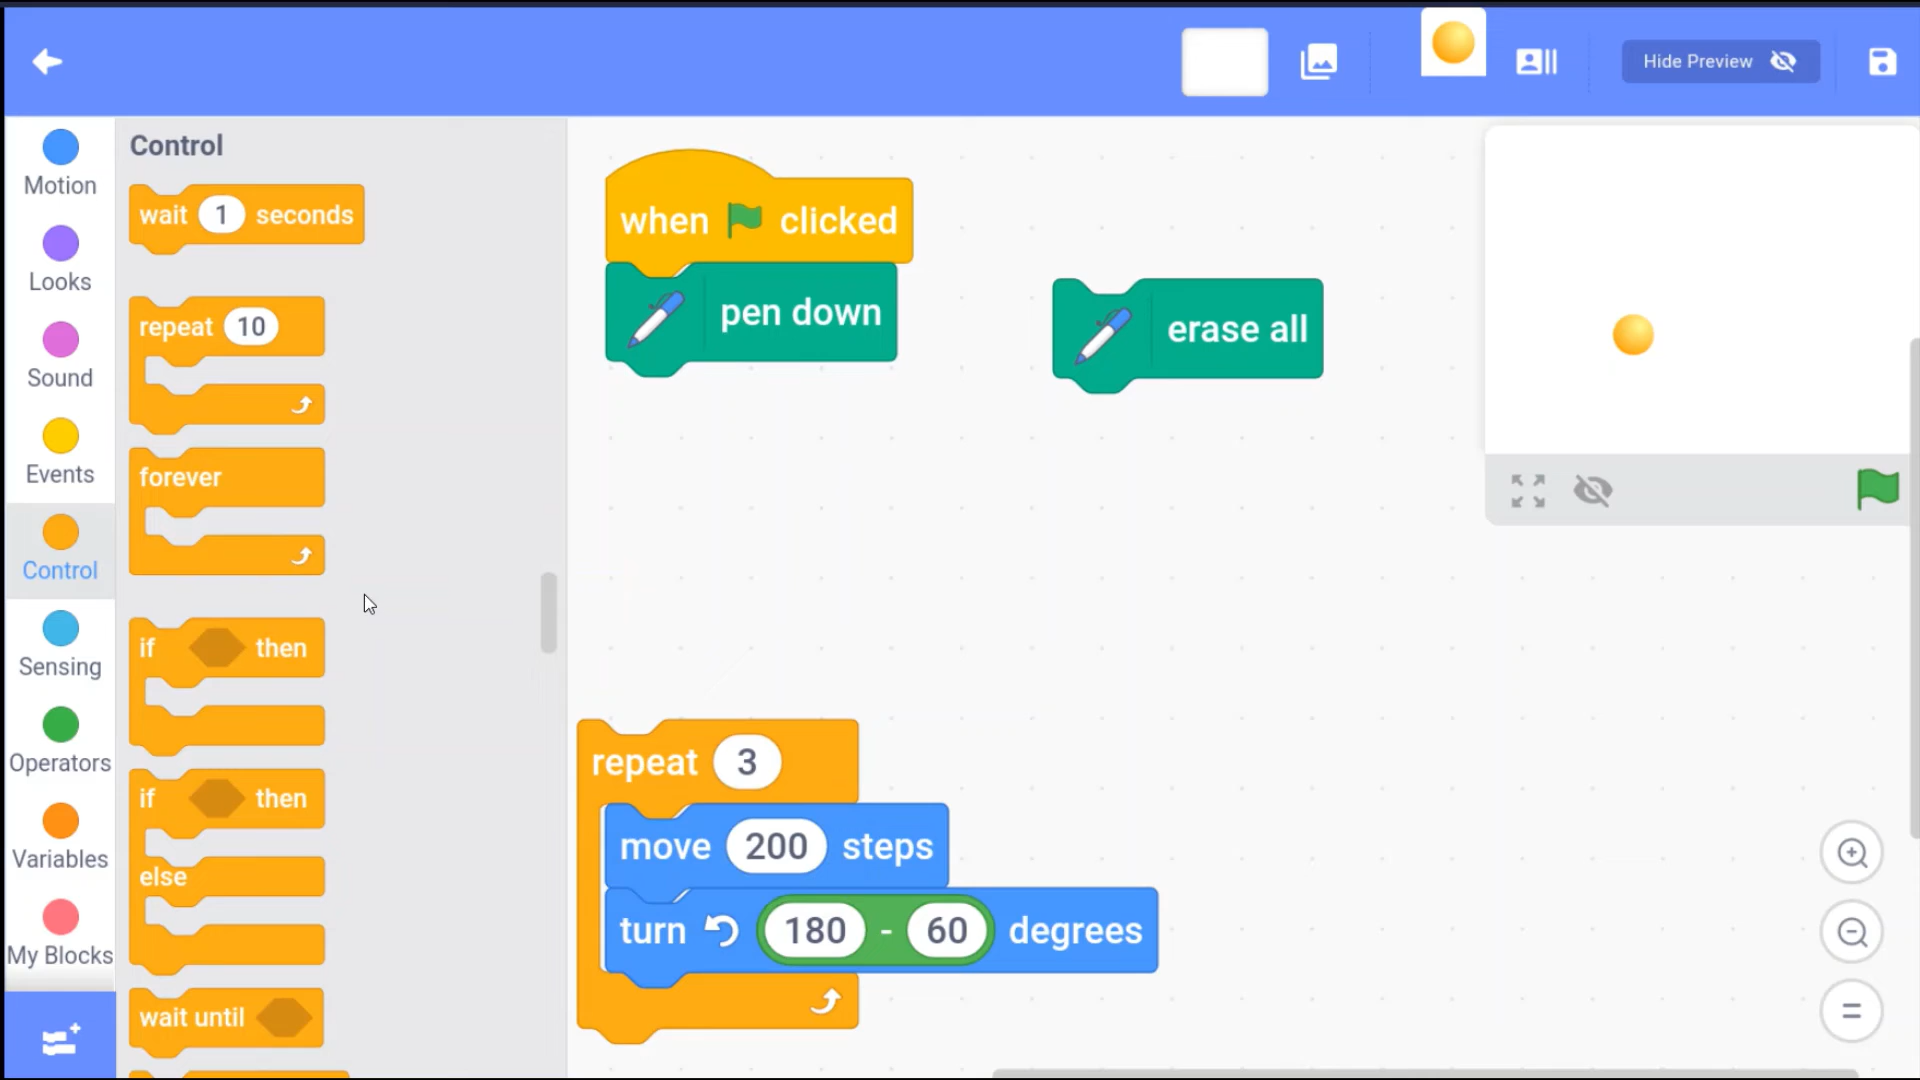 Hide Preview
Motion
Looks
Sound
Events
Control
Sensing
Operators
Variables
My Blocks
Control
wait 1 seconds
repeat 10
forever
if then
if then
else
wait until
when clicked
pen down
erase all
repeat 3
move 200 steps
turn 180 - 60 degrees